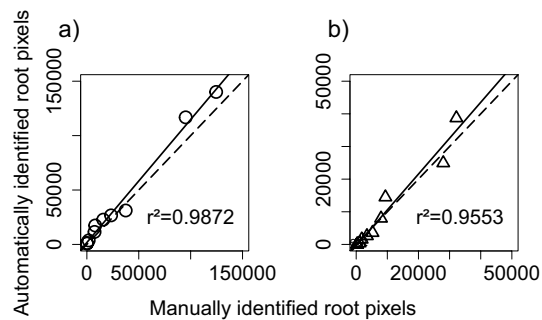 a)
b)
Automatically identified root pixels
150000
50000
0
r²=0.9872
0
50000
150000
50000
20000
0
r²=0.9553
0
20000
50000
Manually identified root pixels